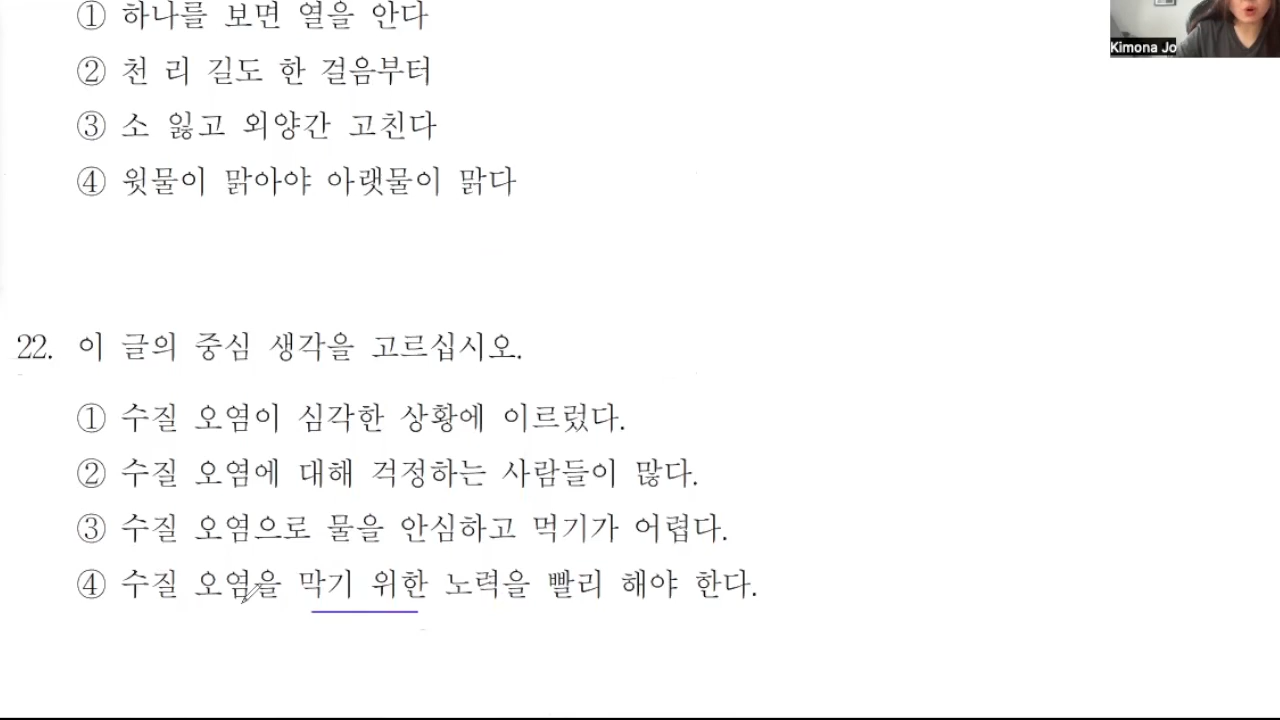 ① 하나를 보면 열을 안다
Kimona Jo
② 천 리 길도 한 걸음부터
③ 소 잃고 외양간 고친다
④ 윗물이 맑아야 아랫물이 맑다
22. 이 글의 중심 생각을 고르십시오.
① 수질 오염이 심각한 상황에 이르렀다.
② 수질 오염에 대해 걱정하는 사람들이 많다.
③ 수질 오염으로 물을 안심하고 먹기가 어렵다.
④ 수질 오염을 막기 위한 노력을 빨리 해야 한다.